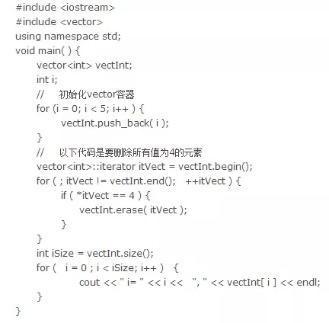 #include <iostream>
#include <vector>
using namespace std;
void main( ) {
vector<int> vectInt;
int i;
// 初始化vector容器
for (i = 0; i < 5; i++ ) {
vectInt.push_back( i );
}
// 以下代码是要删除所有值为4的元素
vector<int>::iterator itVect = vectInt.begin();
for ( ; itVect != vectInt.end(); ++itVect ) {
if ( *itVect == 4 ) {
vectInt.erase( itVect );
}
}
int iSize = vectInt.size();
for ( i = 0 ; i < iSize; i++ ) {
cout << " i= " << i << ", " << vectInt[ i ] << endl;
}
}